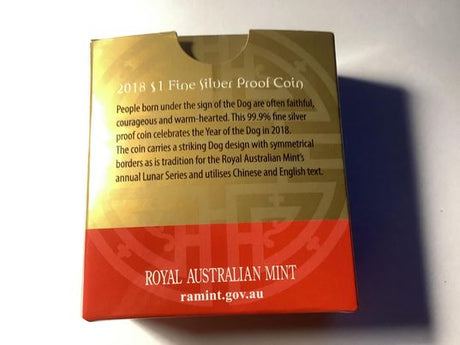 2018 $1 Fine Silver Proof Coin
People born under the sign of the Dog are often faithful,
courageous and warm-hearted. This 99.9% fine silver
proof coin celebrates the Year of the Dog in 2018.
The coin carries a striking Dog design with symmetrical
borders as is tradition for the Royal Australian Mint's
annual Lunar Series and utilises Chinese and English text.
ROYAL AUSTRALIAN MINT
ramint.gov.au